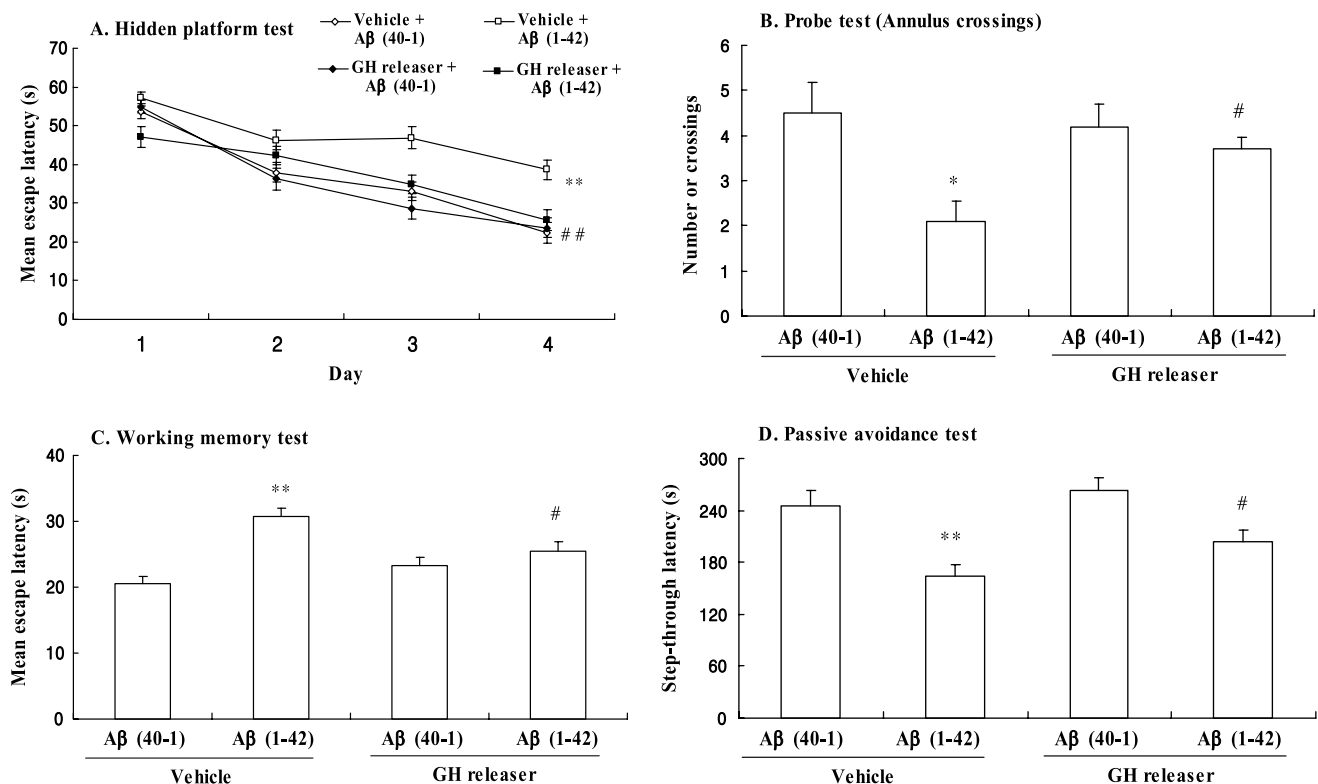 A. Hidden platform test
Vehicle +
Aβ (40-1)
Vehicle +
Aβ (1-42)
GH releaser +
Aβ (40-1)
GH releaser +
Aβ (1-42)
Mean escape latency (s)
70
60
50
40
30
20
10
0
**
##
1 2 3 4
Day
B. Probe test (Annulus crossings)
Number or crossings
6
5
4
3
2
1
0
*
#
Aβ (40-1) Aβ (1-42) Aβ (40-1) Aβ (1-42)
Vehicle GH releaser
C. Working memory test
Mean escape latency (s)
40
30
20
10
0
**
#
Aβ (40-1) Aβ (1-42) Aβ (40-1) Aβ (1-42)
Vehicle GH releaser
D. Passive avoidance test
Step-through latency (s)
300
240
180
120
60
0
**
#
Aβ (40-1) Aβ (1-42) Aβ (40-1) Aβ (1-42)
Vehicle GH releaser